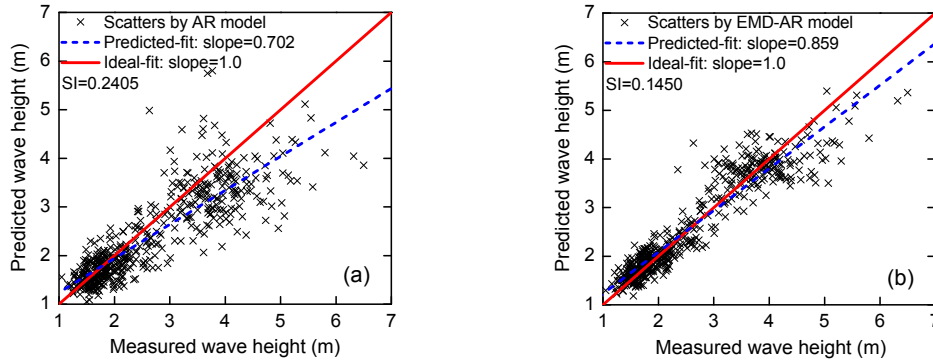 7
6
5
4
3
2
1
Predicted wave height (m)
× Scatters by AR model
Predicted-fit: slope=0.702
Ideal-fit: slope=1.0
SI=0.2405
(a)
1 2 3 4 5 6 7
Measured wave height (m)
7
6
5
4
3
2
1
Predicted wave height (m)
× Scatters by EMD-AR model
Predicted-fit: slope=0.859
Ideal-fit: slope=1.0
SI=0.1450
(b)
1 2 3 4 5 6 7
Measured wave height (m)